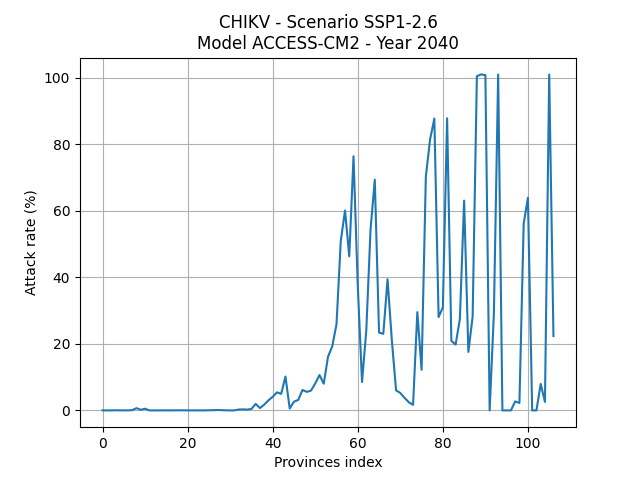 CHIKV - Scenario SSP1-2.6
Model ACCESS-CM2 - Year 2040
Attack rate (%)
100
80
60
40
20
0
0 20 40 60 80 100
Provinces index